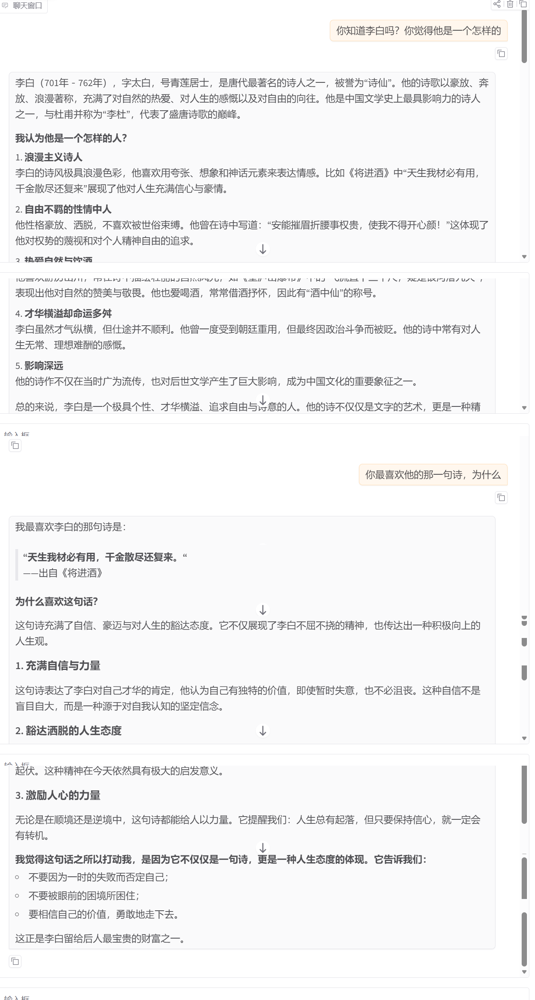 聊天窗口
你知道李白吗？你觉得他是一个怎样的
李白（701年 - 762年），字太白，号青莲居士，是唐代最著名的诗人之一，被誉为“诗仙”。他的诗歌以豪放、奔
放、浪漫著称，充满了对自然的热爱、对人生的感慨以及对自由的向往。他是中国文学史上最具影响力的诗人
之一，与杜甫并称为“李杜”，代表了盛唐诗歌的巅峰。
我认为他是一个怎样的人？
1. 浪漫主义诗人
李白的诗风极具浪漫色彩，他喜欢用夸张、想象和神话元素来表达情感。比如《将进酒》中“天生我材必有用，
千金散尽还复来”展现了他对人生充满信心与豪情。
2. 自由不羁的性情中人
他性格豪放、洒脱，不喜欢被世俗束缚。他曾在诗中写道：“安能摧眉折腰事权贵，使我不得开心颜！”这体现了
他对权势的蔑视和对个人精神自由的追求。
3. 热爱自然与饮酒
表现出他对自然的赞美与敬畏。他也爱喝酒，常常借酒抒怀，因此有“酒中仙”的称号。
4. 才华横溢却命运多舛
李白虽然才气纵横，但仕途并不顺利。他曾一度受到朝廷重用，但最终因政治斗争而被贬。他的诗中常有对人
生无常、理想难酬的感慨。
5. 影响深远
他的诗作不仅在当时广为流传，也对后世文学产生了巨大影响，成为中国文化的重要象征之一。
总的来说，李白是一个极具个性、才华横溢、追求自由与诗意的人。他的诗不仅仅是文字的艺术，更是一种精
输入框
你最喜欢他的那一句诗，为什么
我最喜欢李白的那句诗是：
“天生我材必有用，千金散尽还复来。“
——出自《将进酒》
为什么喜欢这句话？
这句诗充满了自信、豪迈与对人生的豁达态度。它不仅展现了李白不屈不挠的精神，也传达出一种积极向上的
人生观。
1. 充满自信与力量
这句诗表达了李白对自己才华的肯定，他认为自己有独特的价值，即使暂时失意，也不必沮丧。这种自信不是
盲目自大，而是一种源于对自我认知的坚定信念。
2. 豁达洒脱的人生态度
输入框
起伏。这种精神在今天依然具有极大的启发意义。
3. 激励人心的力量
无论是在顺境还是逆境中，这句诗都能给人以力量。它提醒我们：人生总有起落，但只要保持信心，就一定会
有转机。
我觉得这句话之所以打动我，是因为它不仅仅是一句诗，更是一种人生态度的体现。它告诉我们：
不要因为一时的失败而否定自己；
不要被眼前的困境所困住；
要相信自己的价值，勇敢地走下去。
这正是李白留给后人最宝贵的财富之一。
输入框